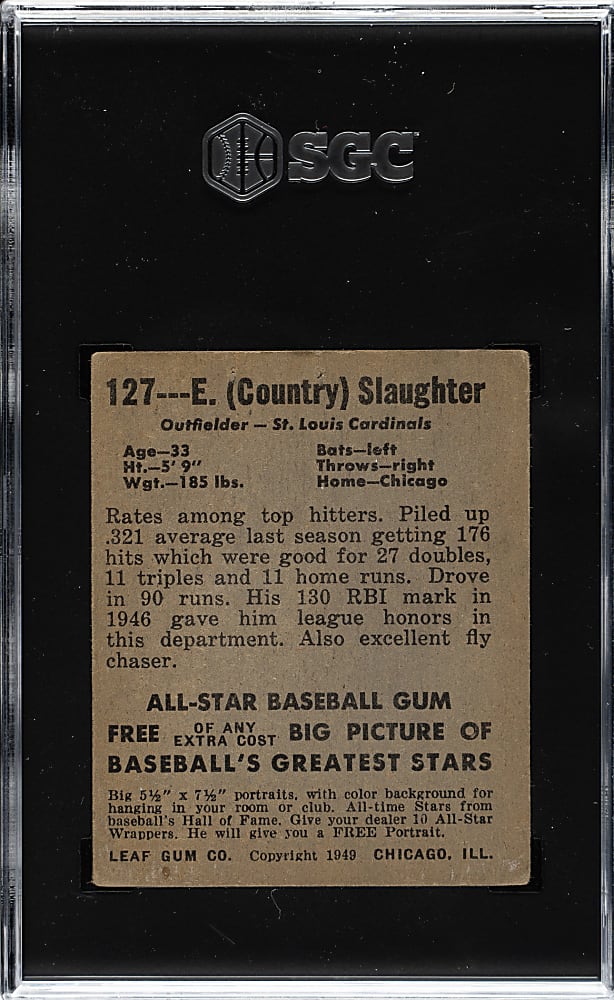 SGC
127---E. (Country) Slaughter
Outfielder — St. Louis Cardinals
Age—33
Ht.—5' 9"
Wgt.—185 lbs.
Bats—left
Throws—right
Home—Chicago
Rates among top hitters. Piled up
.321 average last season getting 176
hits which were good for 27 doubles,
11 triples and 11 home runs. Drove
in 90 runs. His 130 RBI mark in
1946 gave him league honors in
this department. Also excellent fly
chaser.
ALL-STAR BASEBALL GUM
FREE OF ANY EXTRA COST BIG PICTURE OF
BASEBALL'S GREATEST STARS
Big 5½" x 7½" portraits, with color background for
hanging in your room or club. All-time Stars from
baseball's Hall of Fame. Give your dealer 10 All-Star
Wrappers. He will give you a FREE Portrait.
LEAF GUM CO. Copyright 1949 CHICAGO, ILL.